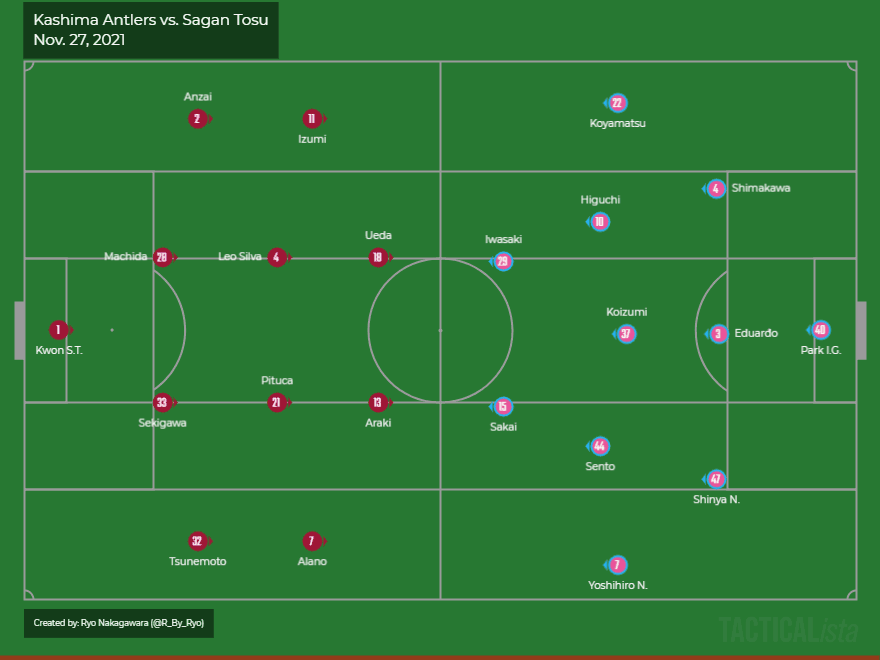 Kashima Antlers vs. Sagan Tosu
Nov. 27, 2021
Anzai
2
11
Izumi
22
Koyamatsu
4 Shimakawa
Higuchi
10
Ueda
Iwasaki
Machida 28
Leo Silva 4
18
29
Koizumi
1
37
3 Eduardo
40
Kwon S.T.
Park I.G.
Pituca
33
21
13
15
Sekigawa
Araki
Sakai
44
Sento
47
Shinya N.
32
7
Tsunemoto
Alano
7
Yoshihiro N.
Created by: Ryo Nakagawara (@R_By_Ryo)
TACTICALista